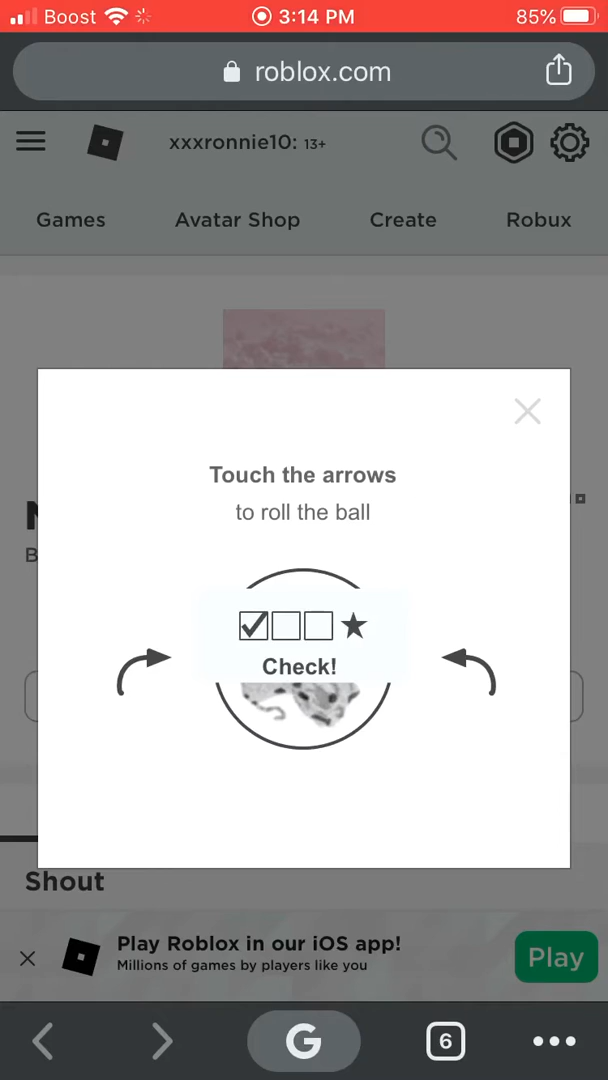 Boost 3:14 PM 85%
roblox.com
xxxronnie10: 13+
Games Avatar Shop Create Robux
Touch the arrows
to roll the ball
Check!
Shout
Play Roblox in our iOS app!
Millions of games by players like you
Play
G 6